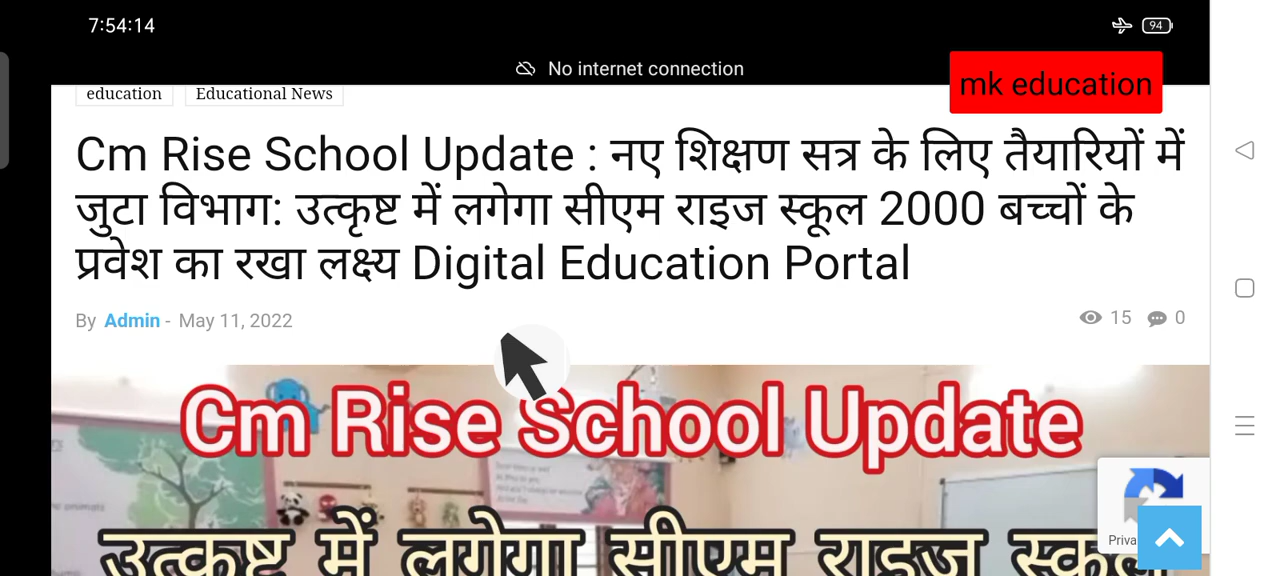 7:54:14
94
No internet connection
mk education
education
Educational News
Cm Rise School Update : नए शिक्षण सत्र के लिए तैयारियों में
जुटा विभाग: उत्कृष्ट में लगेगा सीएम राइज स्कूल 2000 बच्चों के
प्रवेश का रखा लक्ष्य Digital Education Portal
By Admin - May 11, 2022
15
0
Cm Rise School Update
उत्कृष्ट में लगेगा सीएम राइज स्कूल